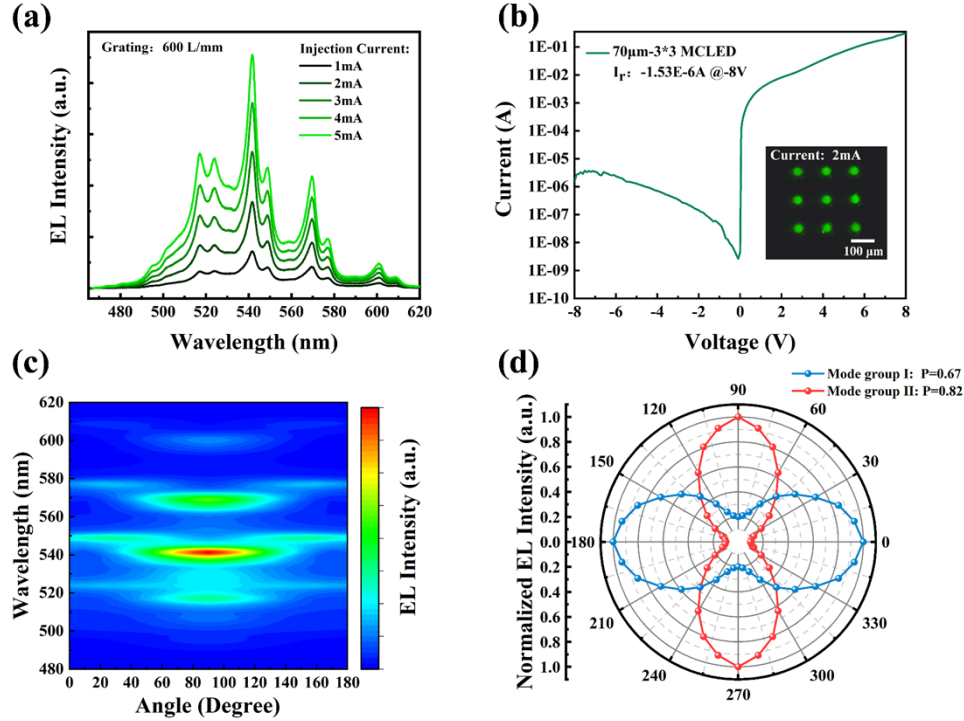 (a)
Grating: 600 L/mm
Injection Current:
1mA
2mA
3mA
4mA
5mA
EL Intensity (a.u.)
480 500 520 540 560 580 600 620
Wavelength (nm)
(b)
70μm-3*3 MCLED
Ir: -1.53E-6A @-8V
1E-01
1E-02
1E-03
1E-04
1E-05
1E-06
1E-07
1E-08
1E-09
1E-10
Current (A)
Current: 2mA
100 μm
-8 -6 -4 -2 0 2 4 6 8
Voltage (V)
(c)
620
600
580
560
540
520
500
480
Wavelength (nm)
0 20 40 60 80 100 120 140 160 180
Angle (Degree)
EL Intensity (a.u.)
(d)
Mode group I: P=0.67
Mode group II: P=0.82
Normalized EL Intensity (a.u.)
1.0
0.8
0.6
0.4
0.2
0.0
0.2
0.4
0.6
0.8
1.0
90
120 60
150 30
180 0
210 330
240 300
270